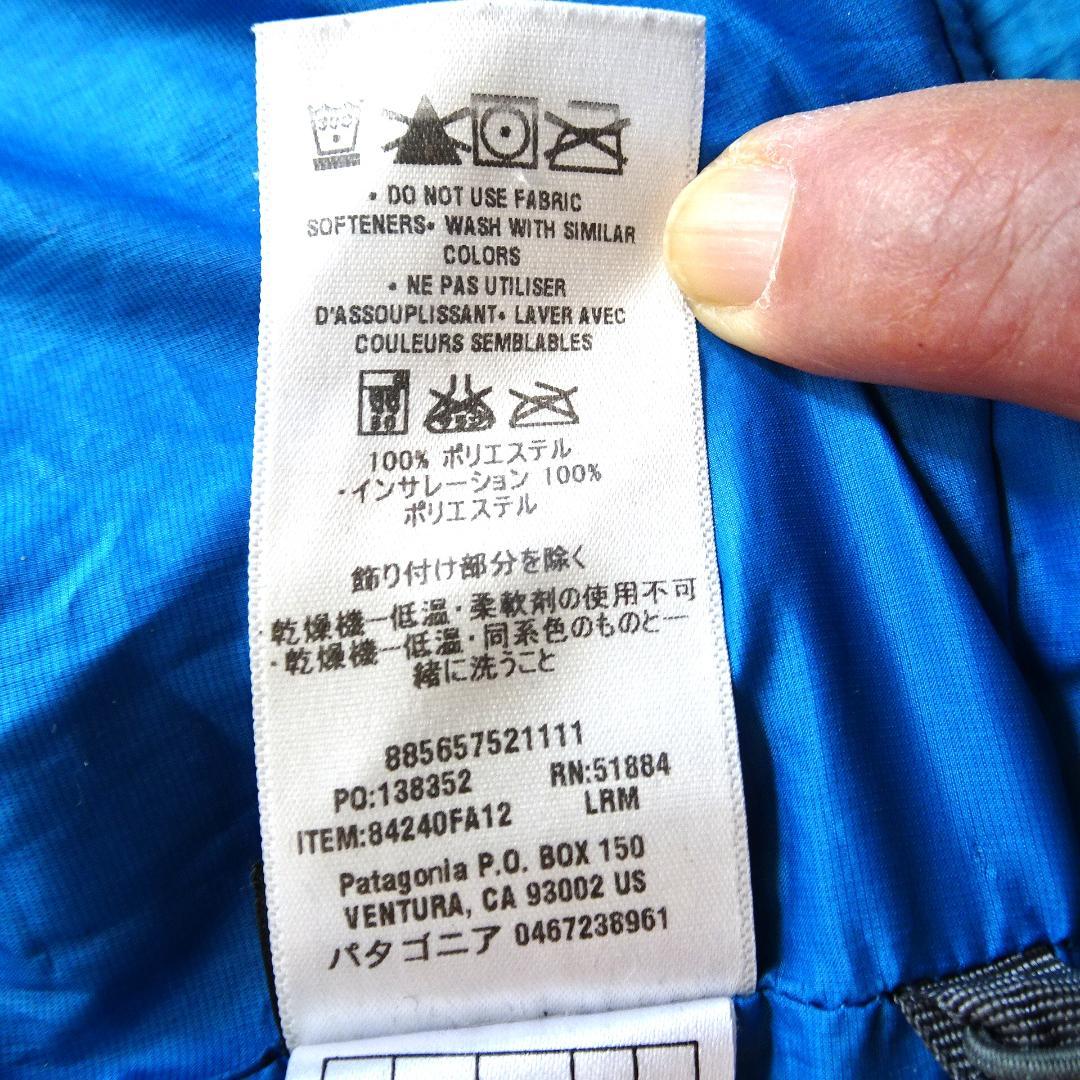 • DO NOT USE FABRIC
SOFTENERS• WASH WITH SIMILAR
COLORS
• NE PAS UTILISER
D'ASSOUPLISSANT• LAVER AVEC
COULEURS SEMBLABLES
100% ポリエステル
・インサレーション 100%
ポリエステル
飾り付け部分を除く
・乾燥機ー低温・柔軟剤の使用不可
・乾燥機ー低温・同系色のものと一
緒に洗うこと
885657521111
PO:138352 RN:51884
ITEM:84240FA12 LRM
Patagonia P.O. BOX 150
VENTURA, CA 93002 US
パタゴニア 0467238961